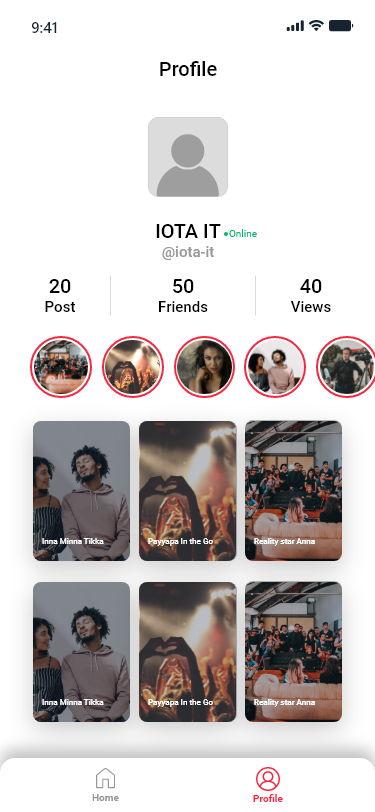 9:41
Profile
IOTA IT
Online
@iota-it
20
50
40
Post
Friends
Views
Inna Minna Tikka
Payyapa In the Go
Reality star Anna
Inna Minna Tikka
Payyapa In the Go
Reality star Anna
Home
Profile